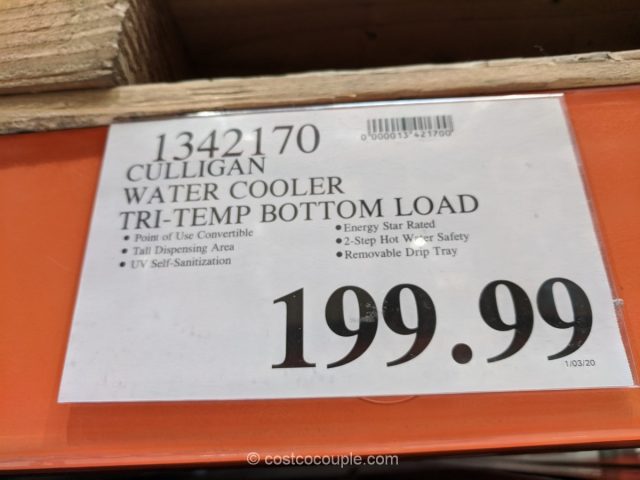 1342170
0 000013 421700
CULLIGAN
WATER COOLER
TRI-TEMP BOTTOM LOAD
• Point of Use Convertible
• Tall Dispensing Area
• UV Self-Sanitization
• Energy Star Rated
• 2-Step Hot Water Safety
• Removable Drip Tray
199.99
1/03/20
© costcocouple.com